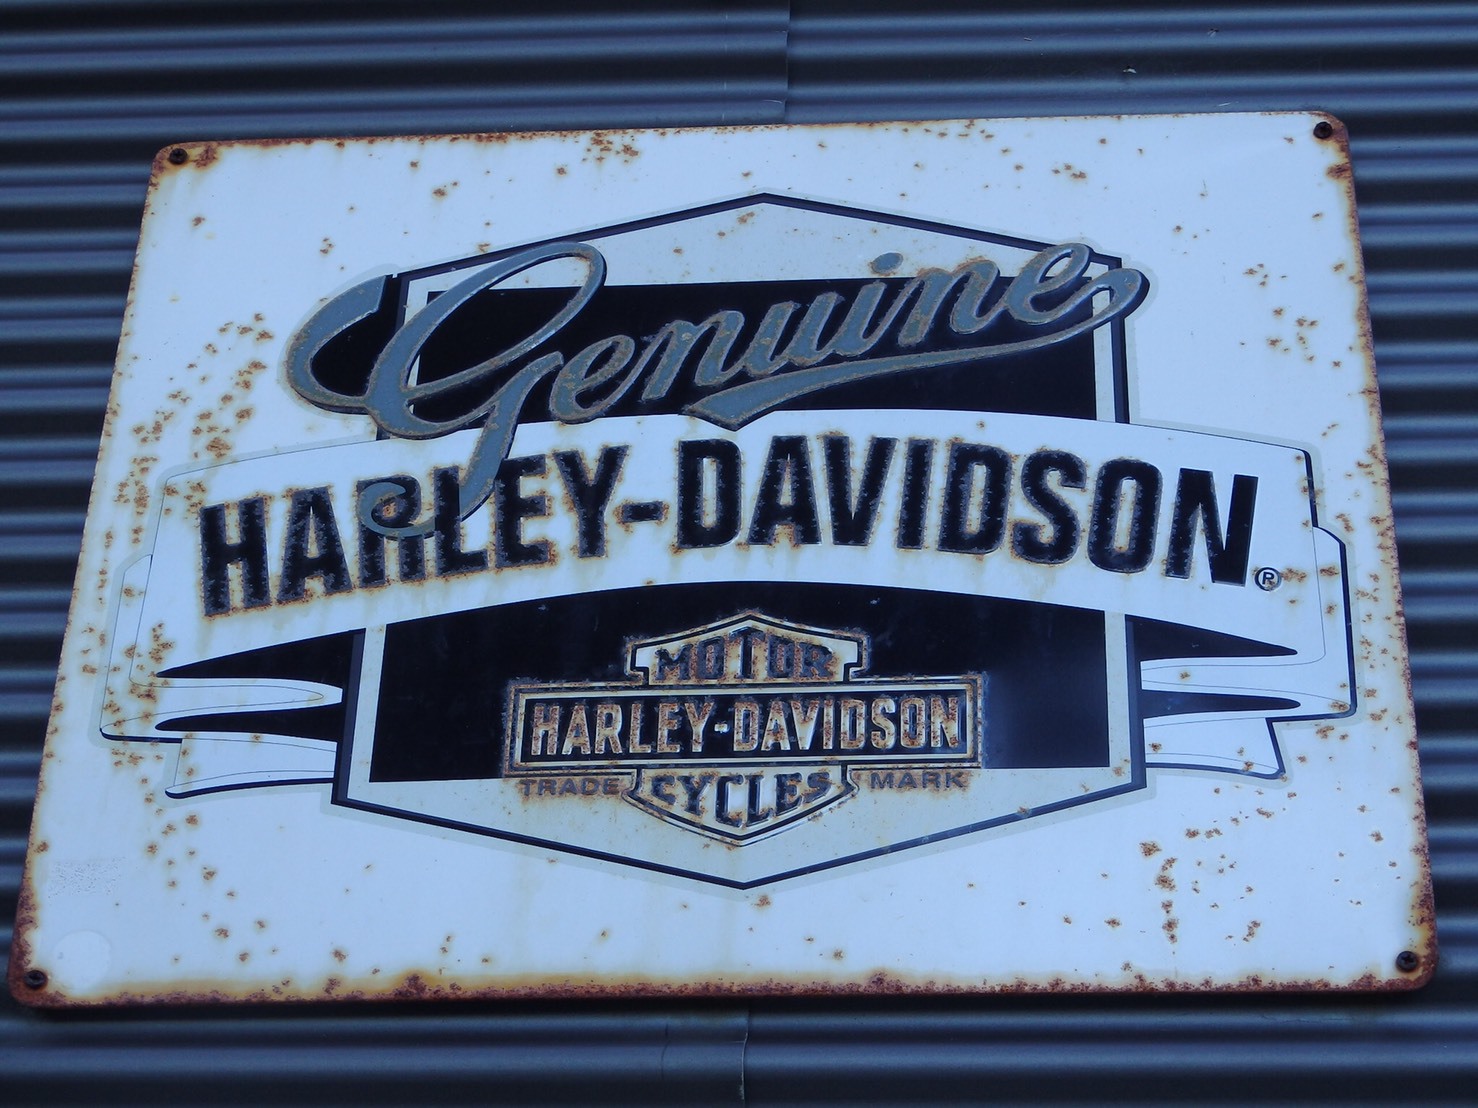 Genuine
HARLEY-DAVIDSON®
MOTOR
HARLEY-DAVIDSON
TRADE MARK
CYCLES